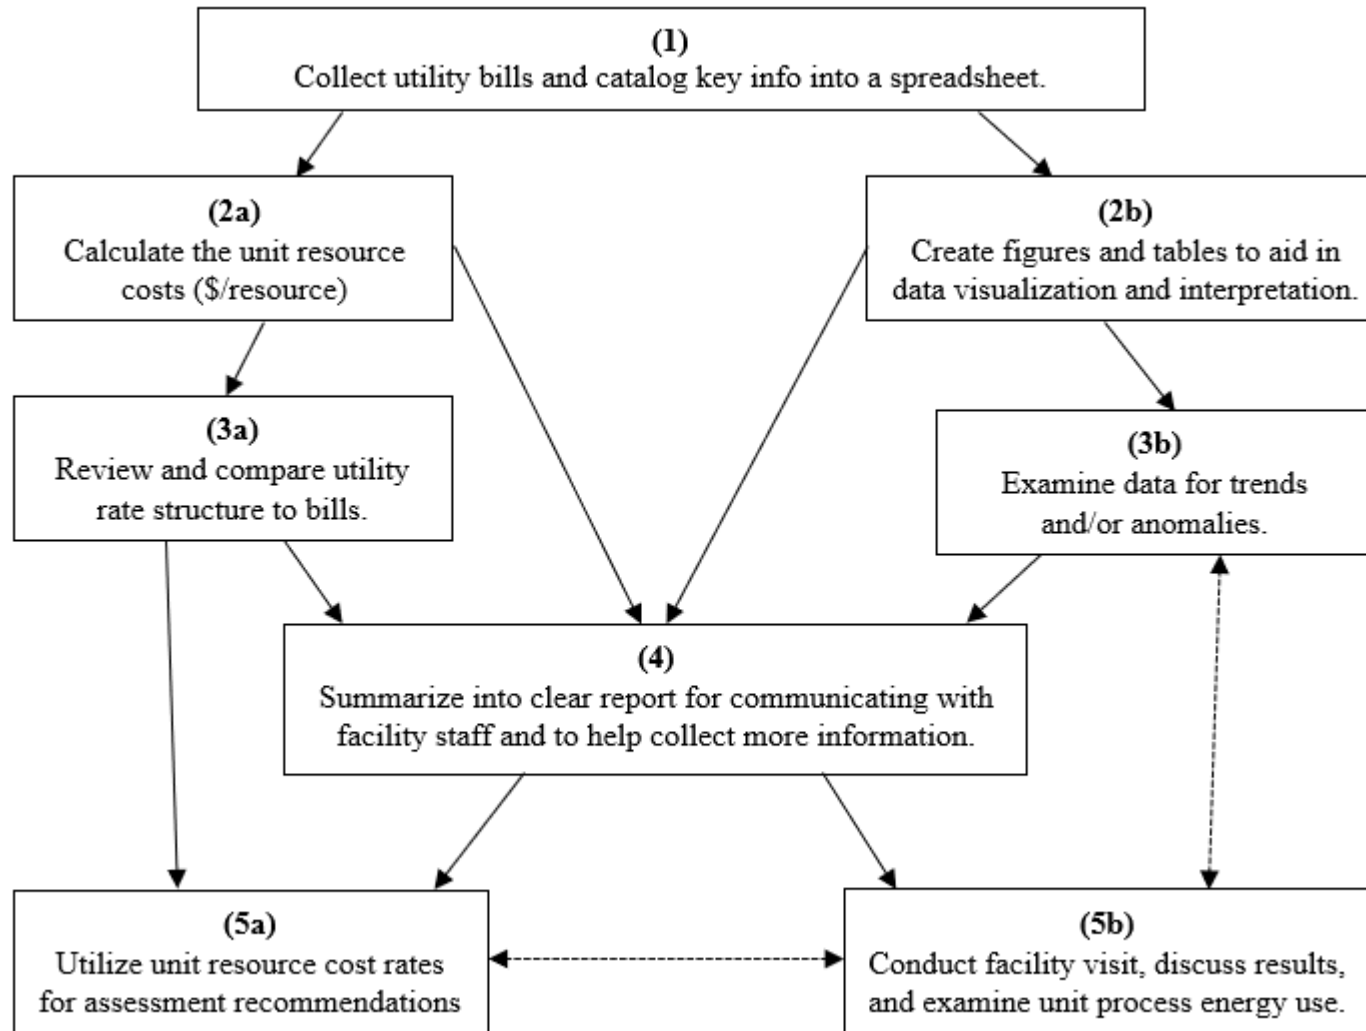 (1)
Collect utility bills and catalog key info into a spreadsheet.
(2a)
Calculate the unit resource
costs ($/resource)
(2b)
Create figures and tables to aid in
data visualization and interpretation.
(3a)
Review and compare utility
rate structure to bills.
(3b)
Examine data for trends
and/or anomalies.
(4)
Summarize into clear report for communicating with
facility staff and to help collect more information.
(5a)
Utilize unit resource cost rates
for assessment recommendations
(5b)
Conduct facility visit, discuss results,
and examine unit process energy use.